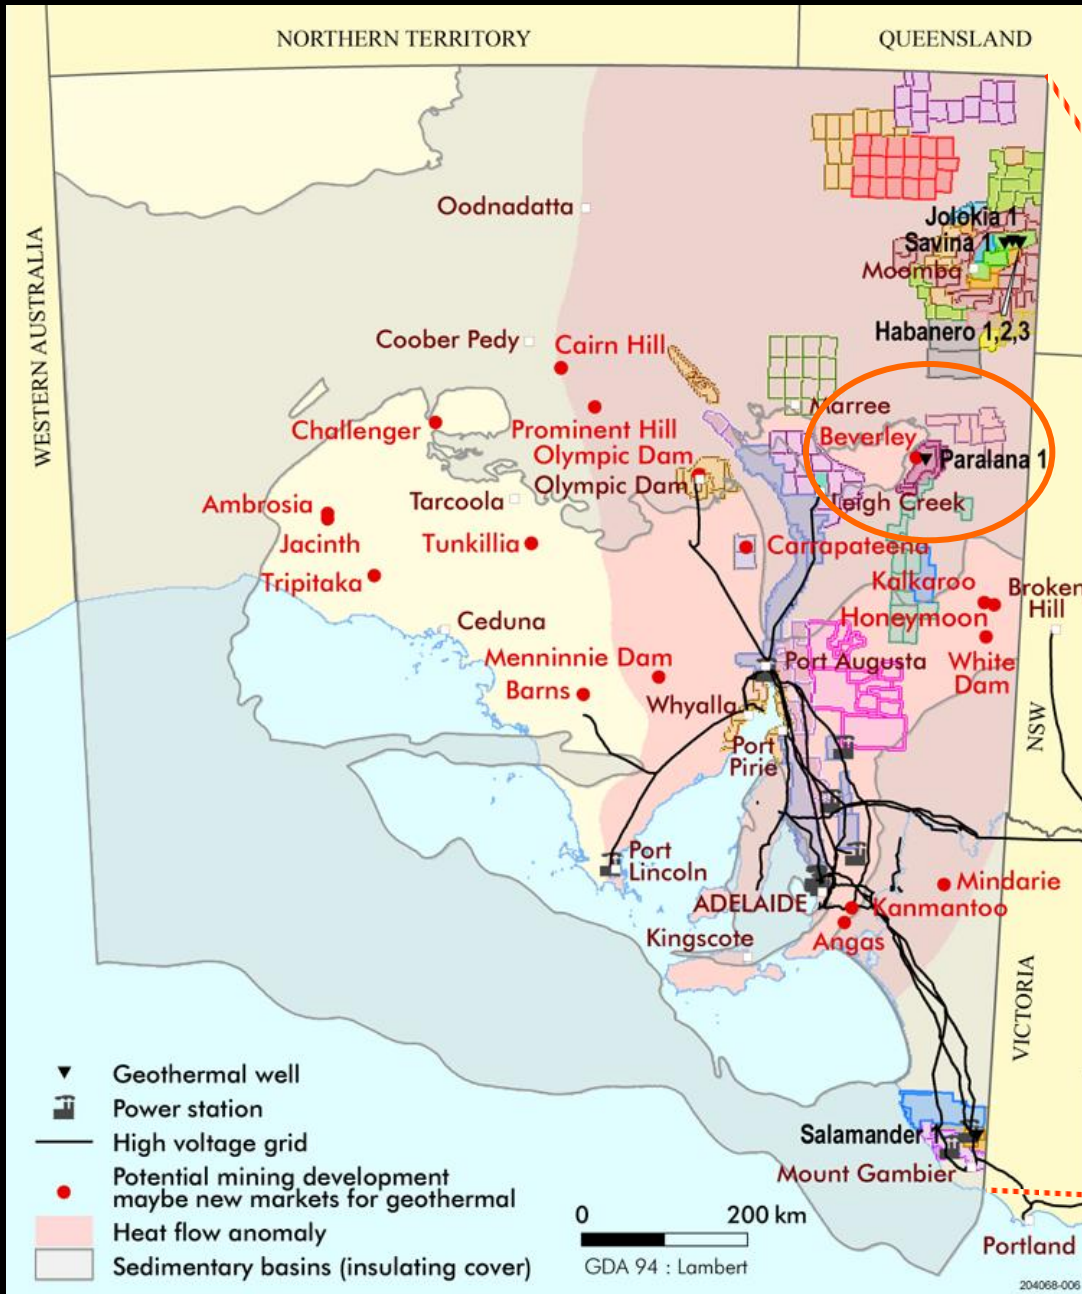 NORTHERN TERRITORY
QUEENSLAND
WESTERN AUSTRALIA
Oodnadatta
Jolokia 1
Savina 1
Moomba
Habanero 1,2,3
Coober Pedy
Cairn Hill
Marree
Challenger
Prominent Hill
Beverley
Olympic Dam
Paralana 1
Olympic Dam
Leigh Creek
Tarcoola
Ambrosia
Jacinth
Tunkillia
Carrapateena
Tripitaka
Kalkaroo
Broken
Hill
Honeymoon
Ceduna
White
Dam
Menninnie Dam
Port Augusta
Barns
Whyalla
NSW
Port
Pirie
Port
Lincoln
Mindarie
ADELAIDE
Kanmantoo
Kingscote
Angas
VICTORIA
Salamander 1
Mount Gambier
Portland
Geothermal well
Power station
High voltage grid
Potential mining development
maybe new markets for geothermal
Heat flow anomaly
Sedimentary basins (insulating cover)
0 200 km
GDA 94 : Lambert
204068-006